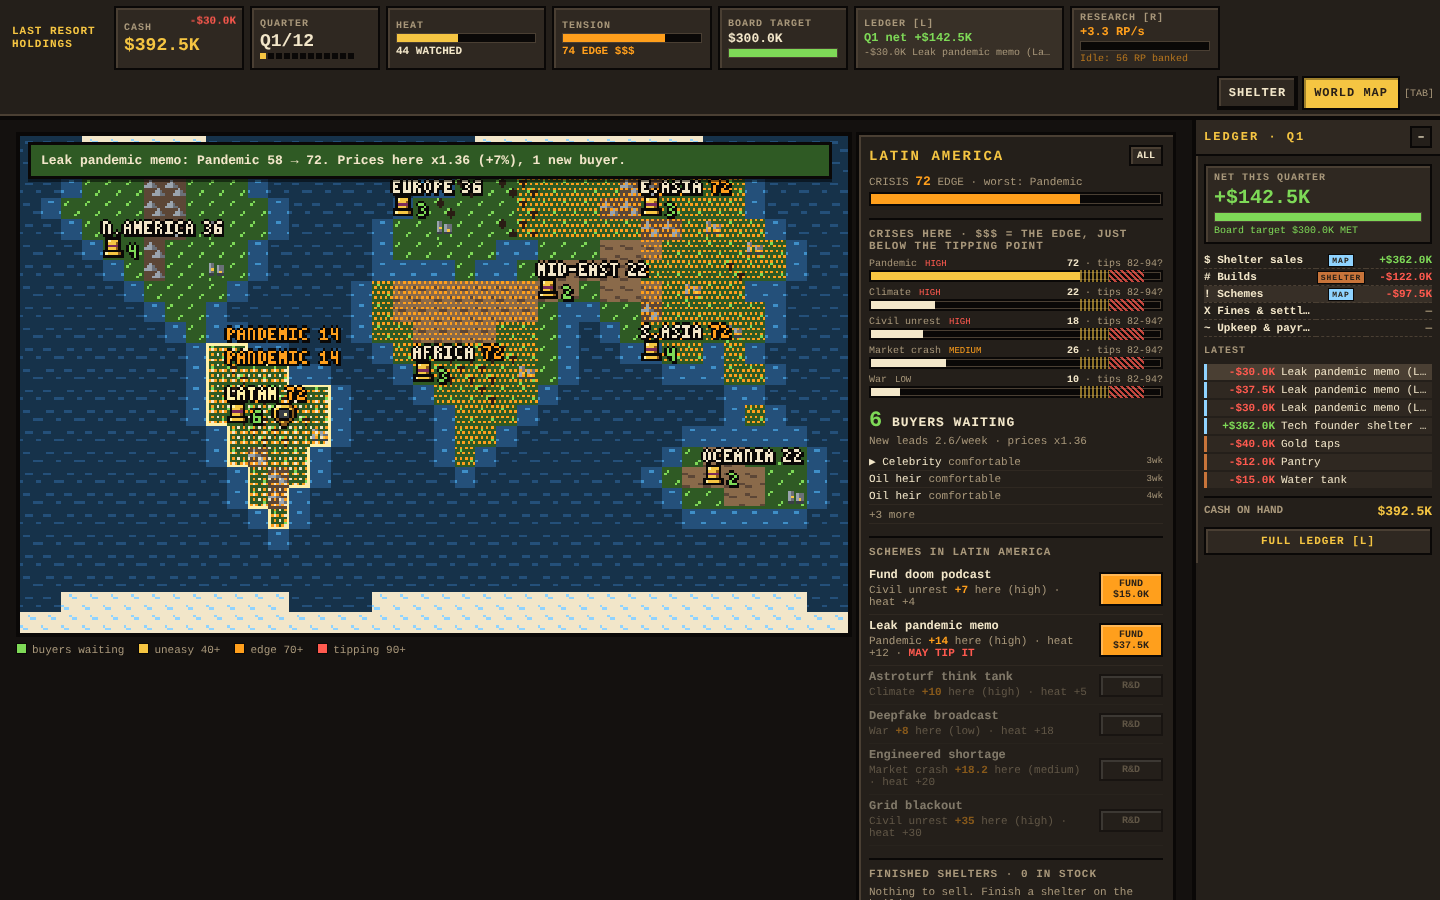 LAST RESORT
HOLDINGS
CASH
-$30.0K
$392.5K
QUARTER
Q1/12
HEAT
44 WATCHED
TENSION
74 EDGE $$$
BOARD TARGET
$300.0K
LEDGER [L]
Q1 net +$142.5K
-$30.0K Leak pandemic memo (La…
RESEARCH [R]
+3.3 RP/s
Idle: 56 RP banked
SHELTER
WORLD MAP
[TAB]
Leak pandemic memo: Pandemic 58 → 72. Prices here x1.36 (+7%), 1 new buyer.
EUROPE 36
3
E.ASIA 72
N.AMERICA 36
4
MID-EAST 22
2
PANDEMIC 14
PANDEMIC 14
S.ASIA 72
4
AFRICA 72
3
LATAM 72
6
OCEANIA 22
2
buyers waiting
uneasy 40+
edge 70+
tipping 90+
LATIN AMERICA
ALL
CRISIS 72 EDGE · worst: Pandemic
CRISES HERE · $$$ = THE EDGE, JUST
BELOW THE TIPPING POINT
Pandemic HIGH 72 · tips 82-94?
Climate HIGH 22 · tips 82-94?
Civil unrest HIGH 18 · tips 82-94?
Market crash MEDIUM 26 · tips 82-94?
War LOW 10 · tips 82-94?
6 BUYERS WAITING
New leads 2.6/week · prices x1.36
▶ Celebrity comfortable 3wk
Oil heir comfortable 3wk
Oil heir comfortable 4wk
+3 more
SCHEMES IN LATIN AMERICA
Fund doom podcast
Civil unrest +7 here (high) ·
heat +4
FUND
$15.0K
Leak pandemic memo
Pandemic +14 here (high) · heat
+12 · MAY TIP IT
FUND
$37.5K
Astroturf think tank
Climate +10 here (high) · heat +5
R&D
Deepfake broadcast
War +8 here (low) · heat +18
R&D
Engineered shortage
Market crash +18.2 here (medium)
· heat +20
R&D
Grid blackout
Civil unrest +35 here (high) ·
heat +30
R&D
FINISHED SHELTERS · 0 IN STOCK
Nothing to sell. Finish a shelter on the
LEDGER · Q1
–
NET THIS QUARTER
+$142.5K
Board target $300.0K MET
$ Shelter sales MAP +$362.0K
# Builds SHELTER -$122.0K
! Schemes MAP -$97.5K
X Fines & settl… —
~ Upkeep & payr… —
LATEST
-$30.0K Leak pandemic memo (L…
-$37.5K Leak pandemic memo (L…
-$30.0K Leak pandemic memo (L…
+$362.0K Tech founder shelter …
-$40.0K Gold taps
-$12.0K Pantry
-$15.0K Water tank
CASH ON HAND $392.5K
FULL LEDGER [L]